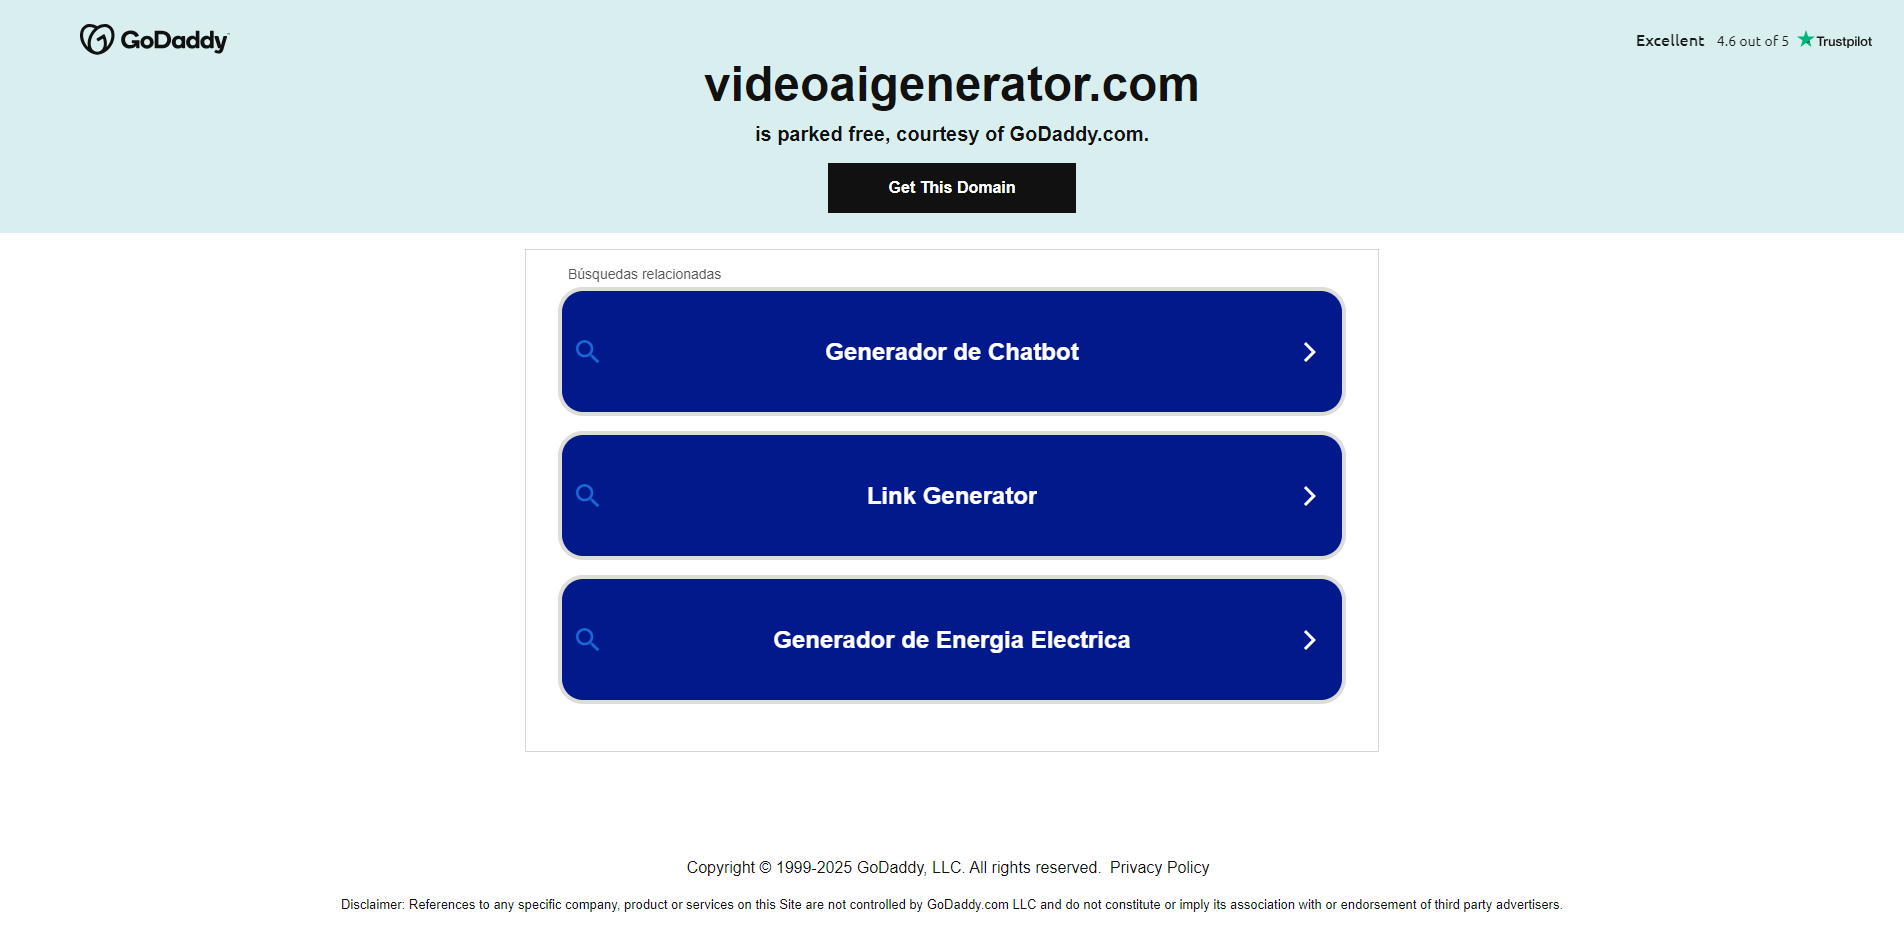 GoDaddy
Excellent 4.6 out of 5 Trustpilot
videoaigenerator.com
is parked free, courtesy of GoDaddy.com.
Get This Domain
Búsquedas relacionadas
Generador de Chatbot
Link Generator
Generador de Energia Electrica
Copyright © 1999-2025 GoDaddy, LLC. All rights reserved. Privacy Policy
Disclaimer: References to any specific company, product or services on this Site are not controlled by GoDaddy.com LLC and do not constitute or imply its association with or endorsement of third party advertisers.